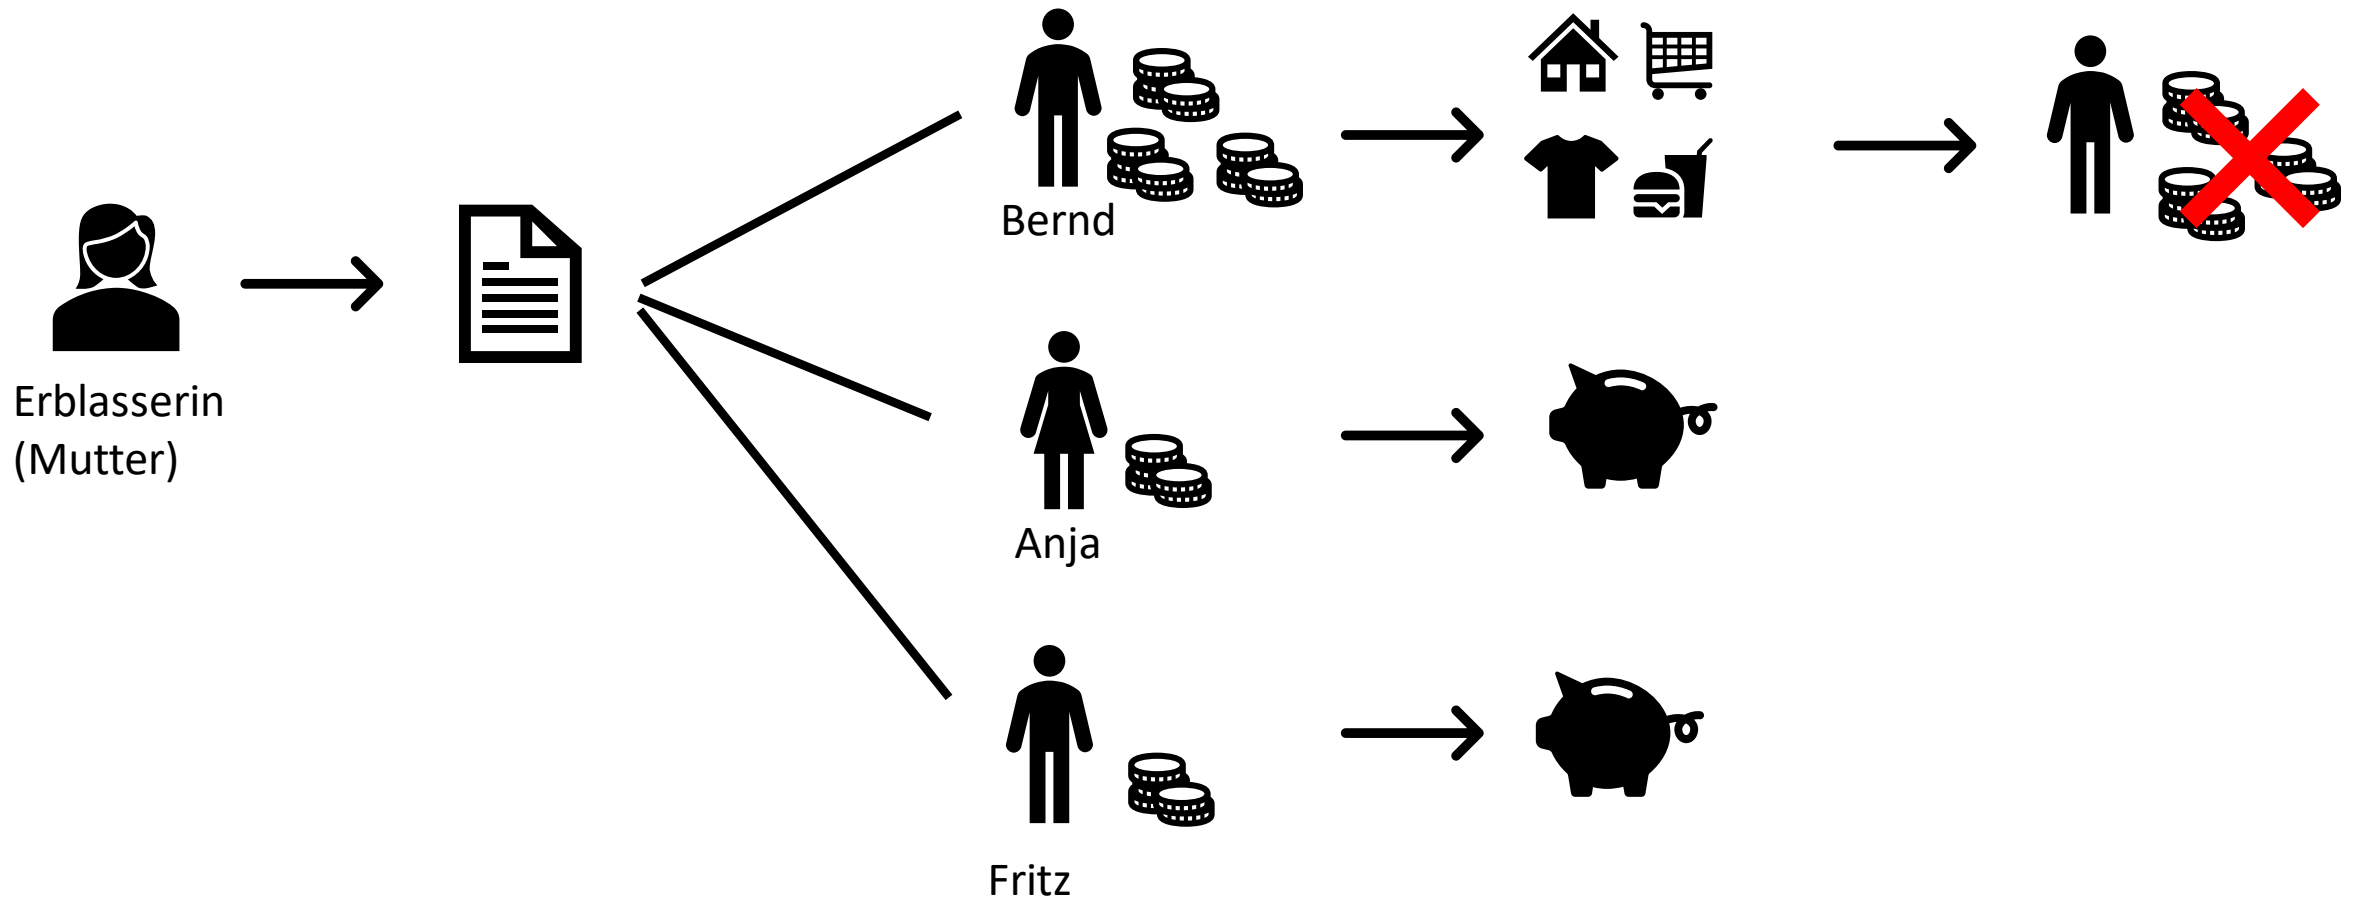 Erblasserin
(Mutter)
Bernd
Anja
Fritz